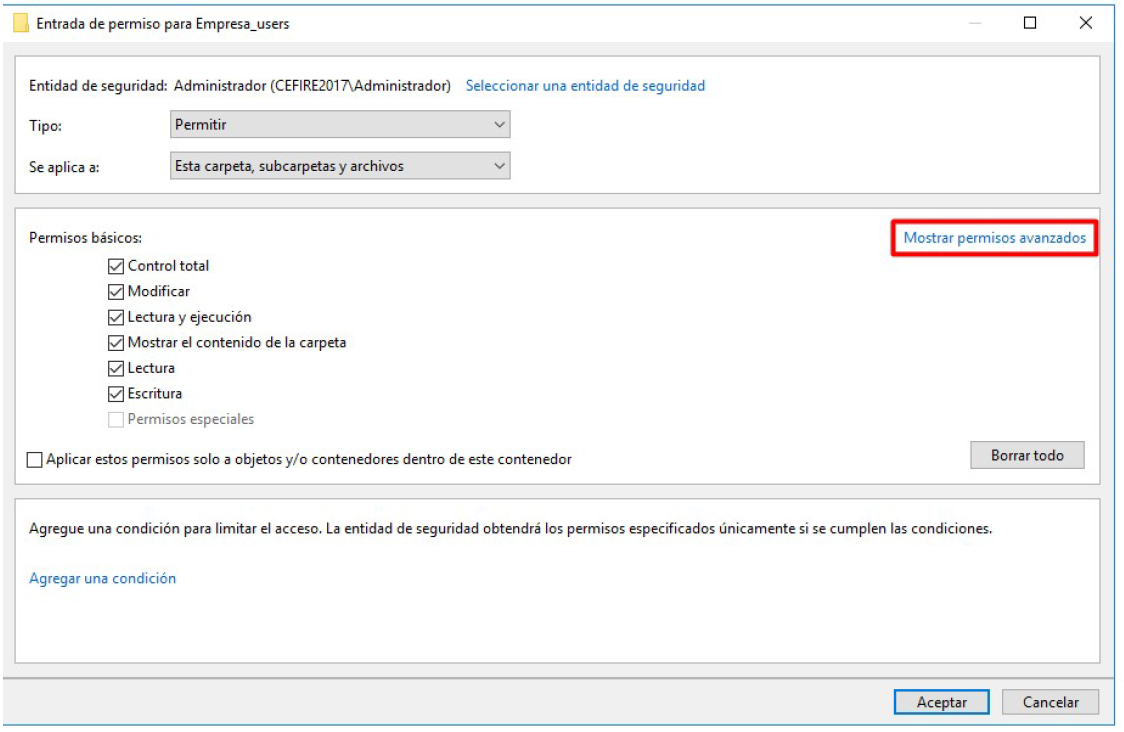 Entrada de permiso para Empresa_users
Entidad de seguridad: Administrador (CEFIRE2017\Administrador) Seleccionar una entidad de seguridad
Tipo: Permitir
Se aplica a: Esta carpeta, subcarpetas y archivos
Permisos básicos: Mostrar permisos avanzados
Control total
Modificar
Lectura y ejecución
Mostrar el contenido de la carpeta
Lectura
Escritura
Permisos especiales
Aplicar estos permisos solo a objetos y/o contenedores dentro de este contenedor Borrar todo
Agregue una condición para limitar el acceso. La entidad de seguridad obtendrá los permisos especificados únicamente si se cumplen las condiciones.
Agregar una condición
Aceptar Cancelar